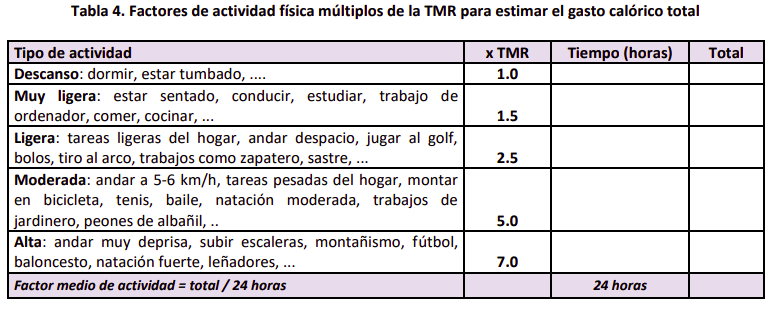 Tabla 4. Factores de actividad física múltiplos de la TMR para estimar el gasto calórico total
Tipo de actividad x TMR Tiempo (horas) Total
Descanso: dormir, estar tumbado, .... 1.0
Muy ligera: estar sentado, conducir, estudiar, trabajo de
ordenador, comer, cocinar, ... 1.5
Ligera: tareas ligeras del hogar, andar despacio, jugar al golf,
bolos, tiro al arco, trabajos como zapatero, sastre, ... 2.5
Moderada: andar a 5-6 km/h, tareas pesadas del hogar, montar
en bicicleta, tenis, baile, natación moderada, trabajos de
jardinero, peones de albañil, .. 5.0
Alta: andar muy deprisa, subir escaleras, montañismo, fútbol,
baloncesto, natación fuerte, leñadores, ... 7.0
Factor medio de actividad = total / 24 horas 24 horas